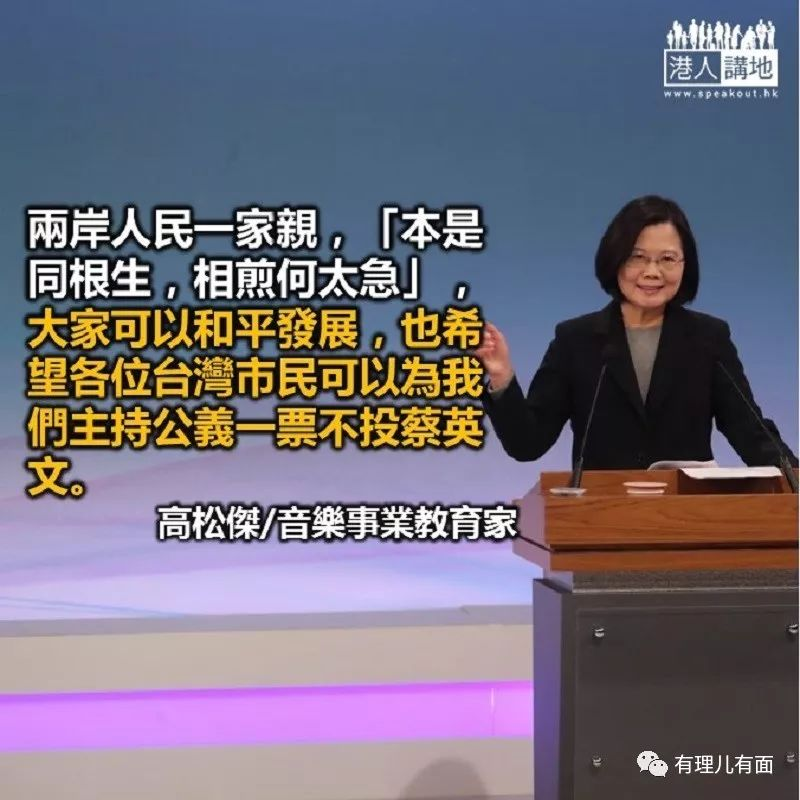 港人講地
www.speakout.hk
兩岸人民一家親，「本是
同根生，相煎何太急」，
大家可以和平發展，也希
望各位台灣市民可以為我
們主持公義一票不投蔡英
文。
高松傑/音樂事業教育家
有理儿有面